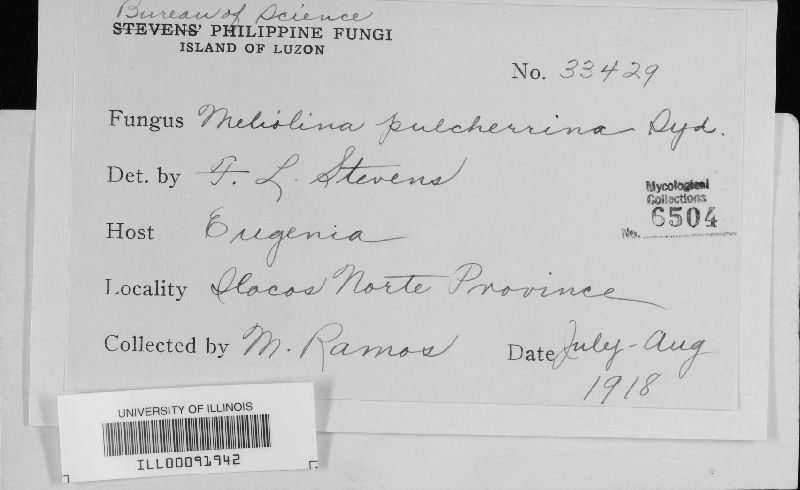 Bureau of Science
STEVENS' PHILIPPINE FUNGI
ISLAND OF LUZON
No. 33429
Fungus Meliolina pulcherrina Syd.
Det. by F. L. Stevens
Mycological
Collections
No. 6504
Host Eugenia
Locality Ilocos Norte Province
Collected by M. Ramos Date July-Aug
1918
UNIVERSITY OF ILLINOIS
ILL00091942